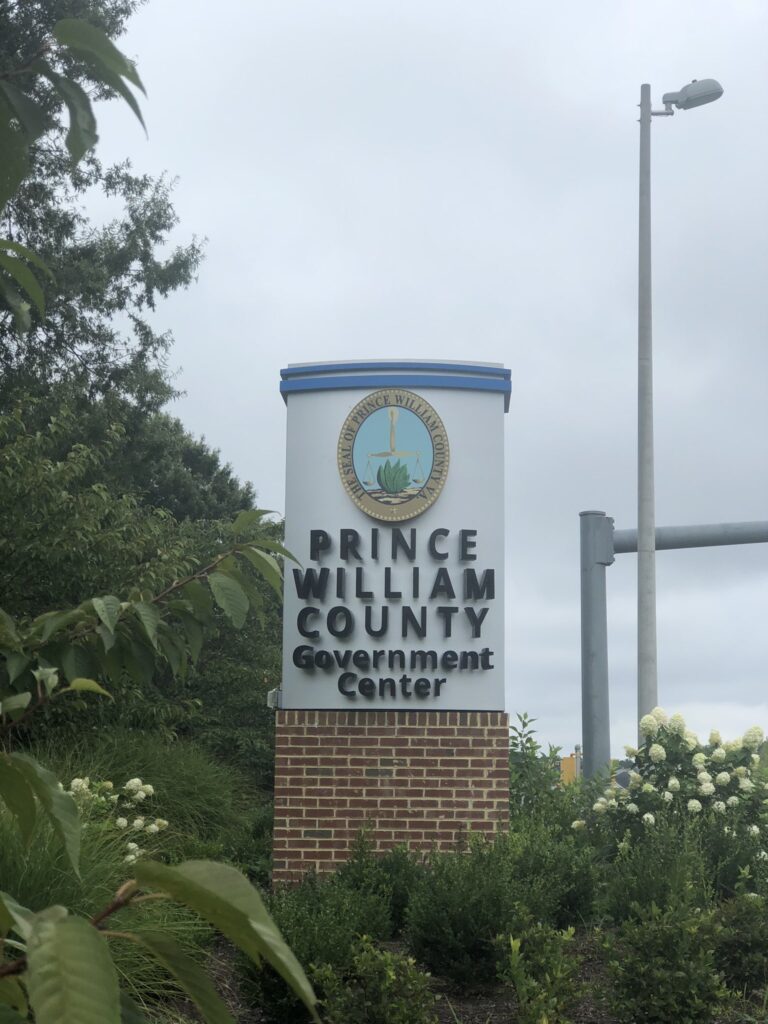 THE SEAL OF PRINCE WILLIAM COUNTY VA
PRINCE
WILLIAM
COUNTY
Government
Center